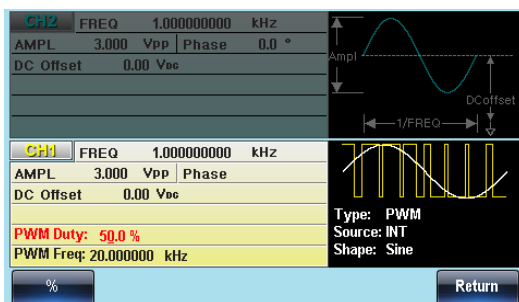 CH2 FREQ 1.000000000 kHz
AMPL 3.000 VPP Phase 0.0 °
DC Offset 0.00 VDC
Ampl
DCoffset
1/FREQ
CH1 FREQ 1.000000000 kHz
AMPL 3.000 VPP Phase
DC Offset 0.00 VDC
PWM Duty: 50.0 %
PWM Freq: 20.000000 kHz
Type: PWM
Source: INT
Shape: Sine
% Return